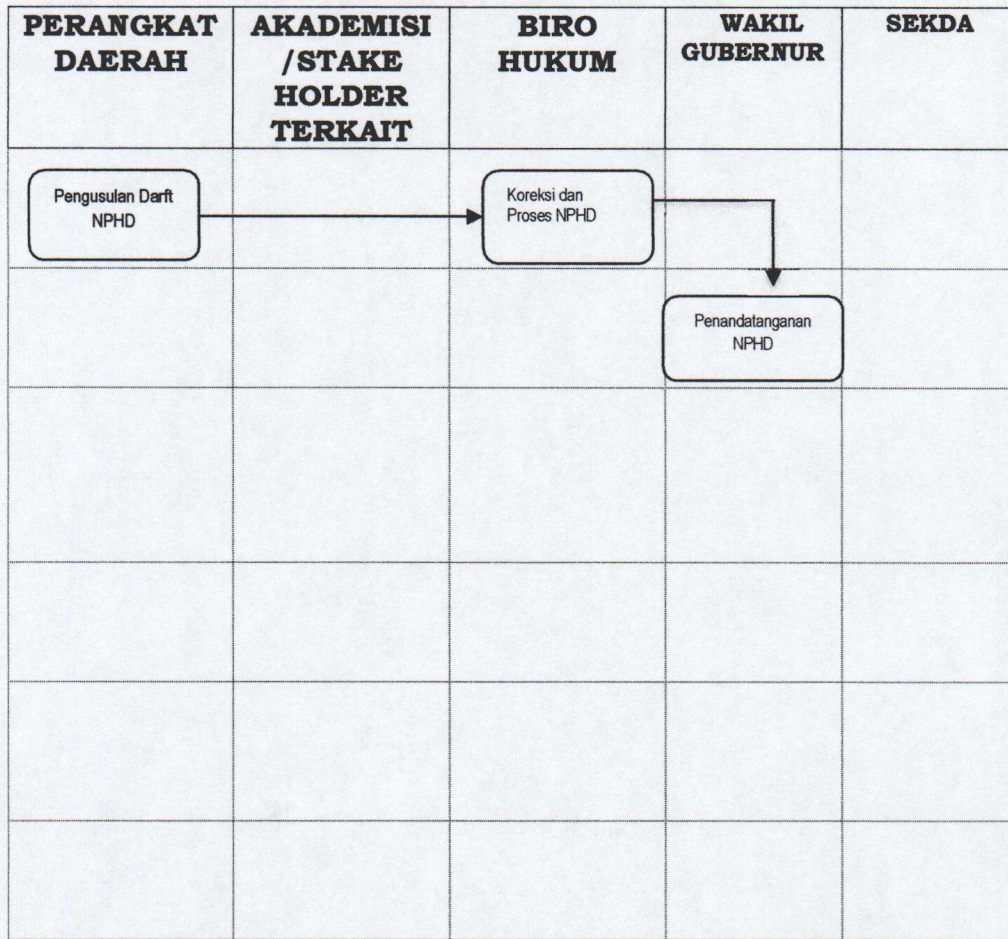 PERANGKAT
DAERAH
AKADEMISI
/STAKE
HOLDER
TERKAIT
BIRO
HUKUM
WAKIL
GUBERNUR
SEKDA
Pengusulan Darft
NPHD
Koreksi dan
Proses NPHD
Penandatanganan
NPHD